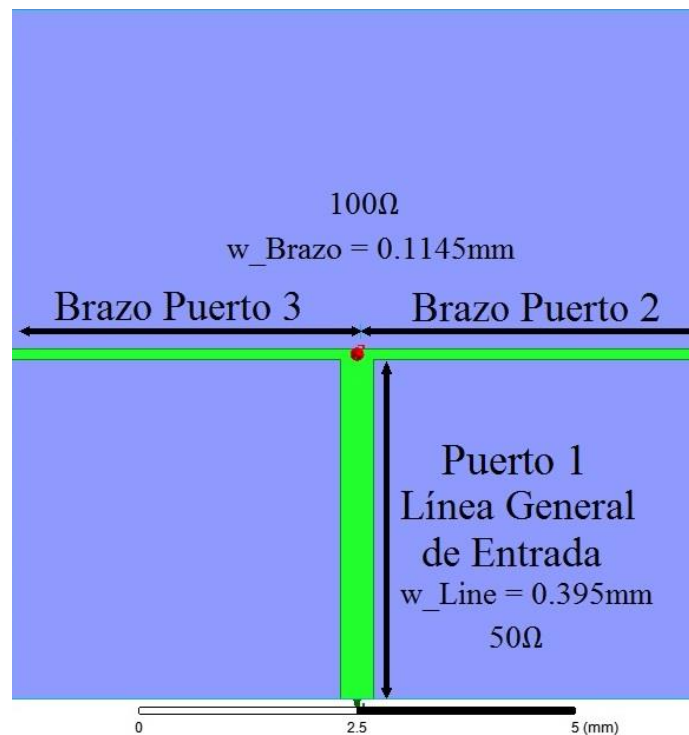 100Ω
w_Brazo = 0.1145mm
Brazo Puerto 3
Brazo Puerto 2
Puerto 1
Línea General
de Entrada
w_Line = 0.395mm
50Ω
0
2.5
5 (mm)